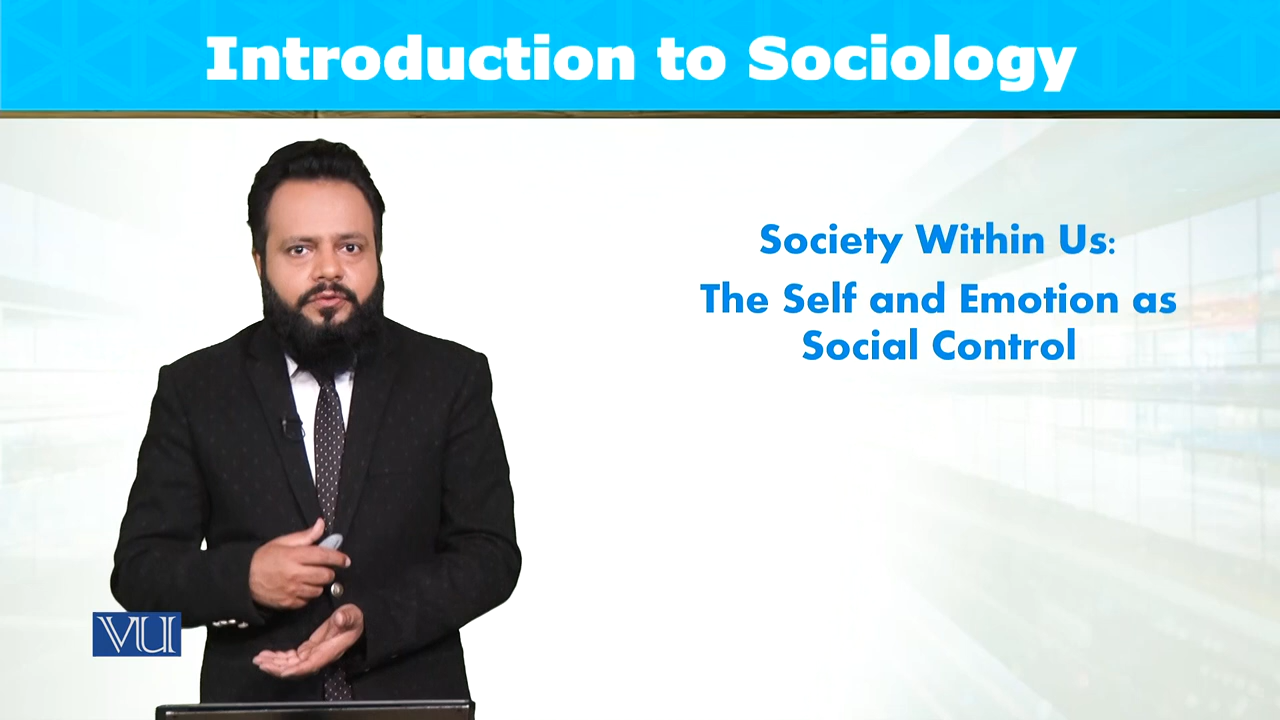 Introduction to Sociology
Society Within Us:
The Self and Emotion as
Social Control
VU